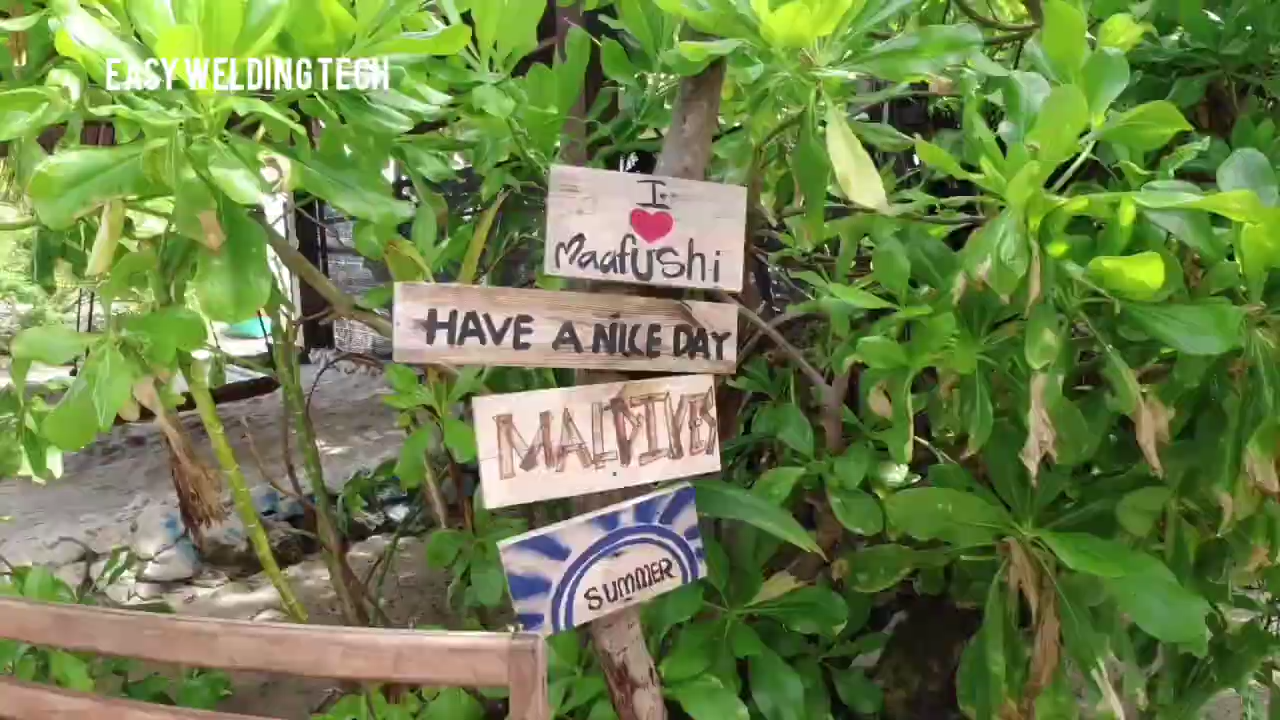 EASY WELDING TECH
I
Maafushi
HAVE A NICE DAY
MALDIVES
SUMMER